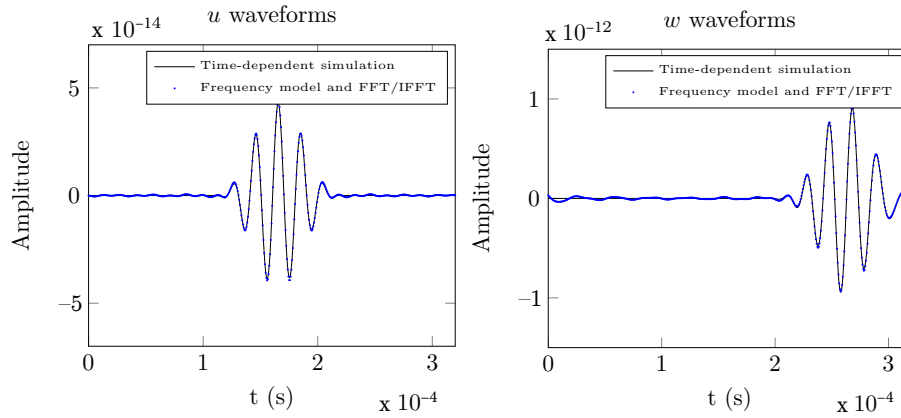 u waveforms
x 10⁻¹⁴
Time-dependent simulation
Frequency model and FFT/IFFT
5
0
–5
Amplitude
0
1
2
3
t (s)
x 10⁻⁴
w waveforms
x 10⁻¹²
Time-dependent simulation
Frequency model and FFT/IFFT
1
0
–1
Amplitude
0
1
2
3
t (s)
x 10⁻⁴